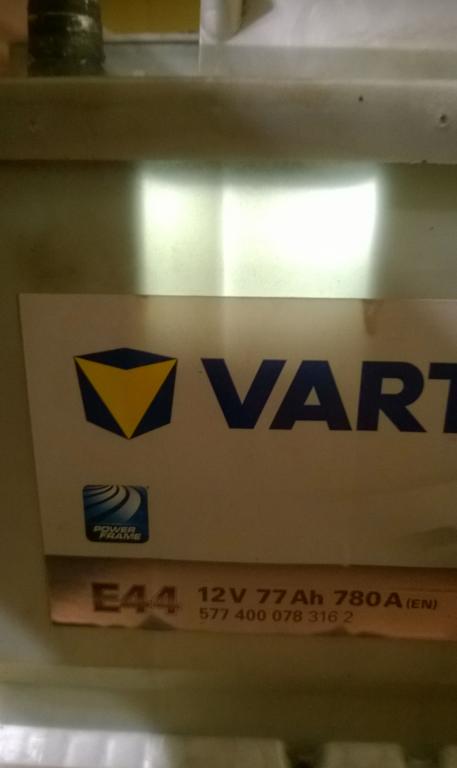 VART
POWER
FRAME
E44 12V 77Ah 780A (EN)
577 400 078 316 2